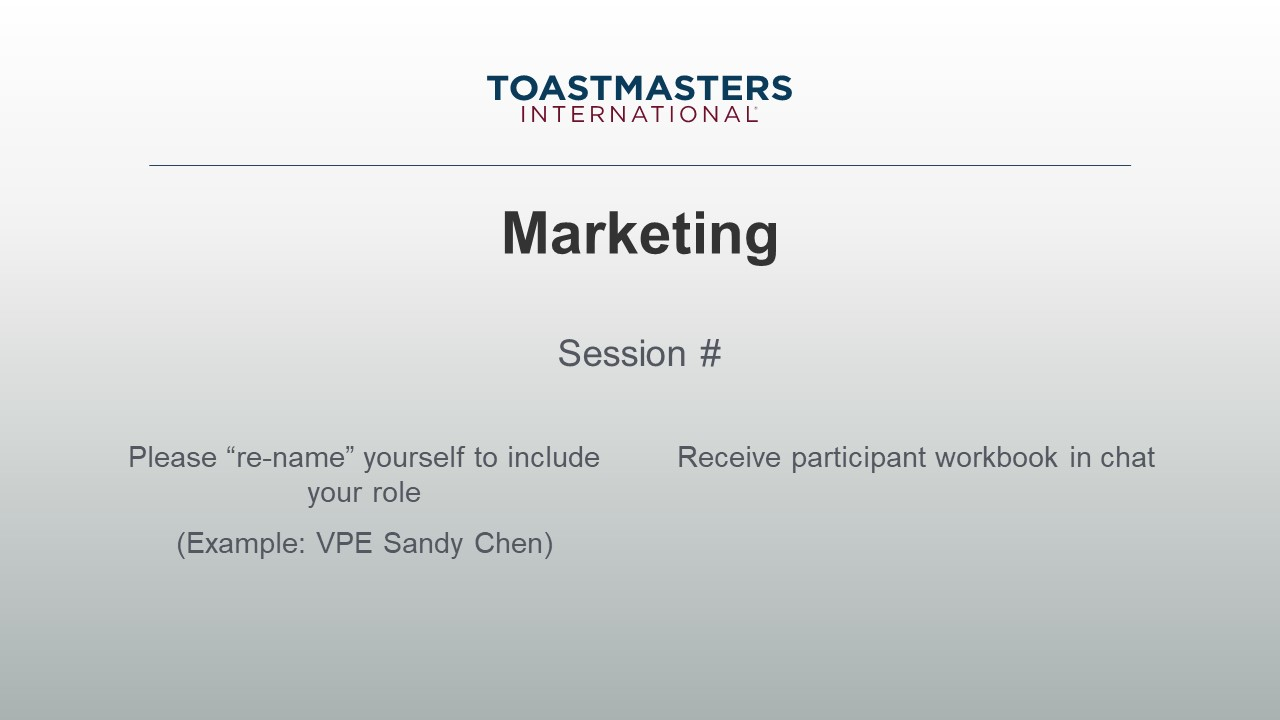 TOASTMASTERS
INTERNATIONAL
Marketing
Session #
Please “re-name” yourself to include
your role
(Example: VPE Sandy Chen)
Receive participant workbook in chat